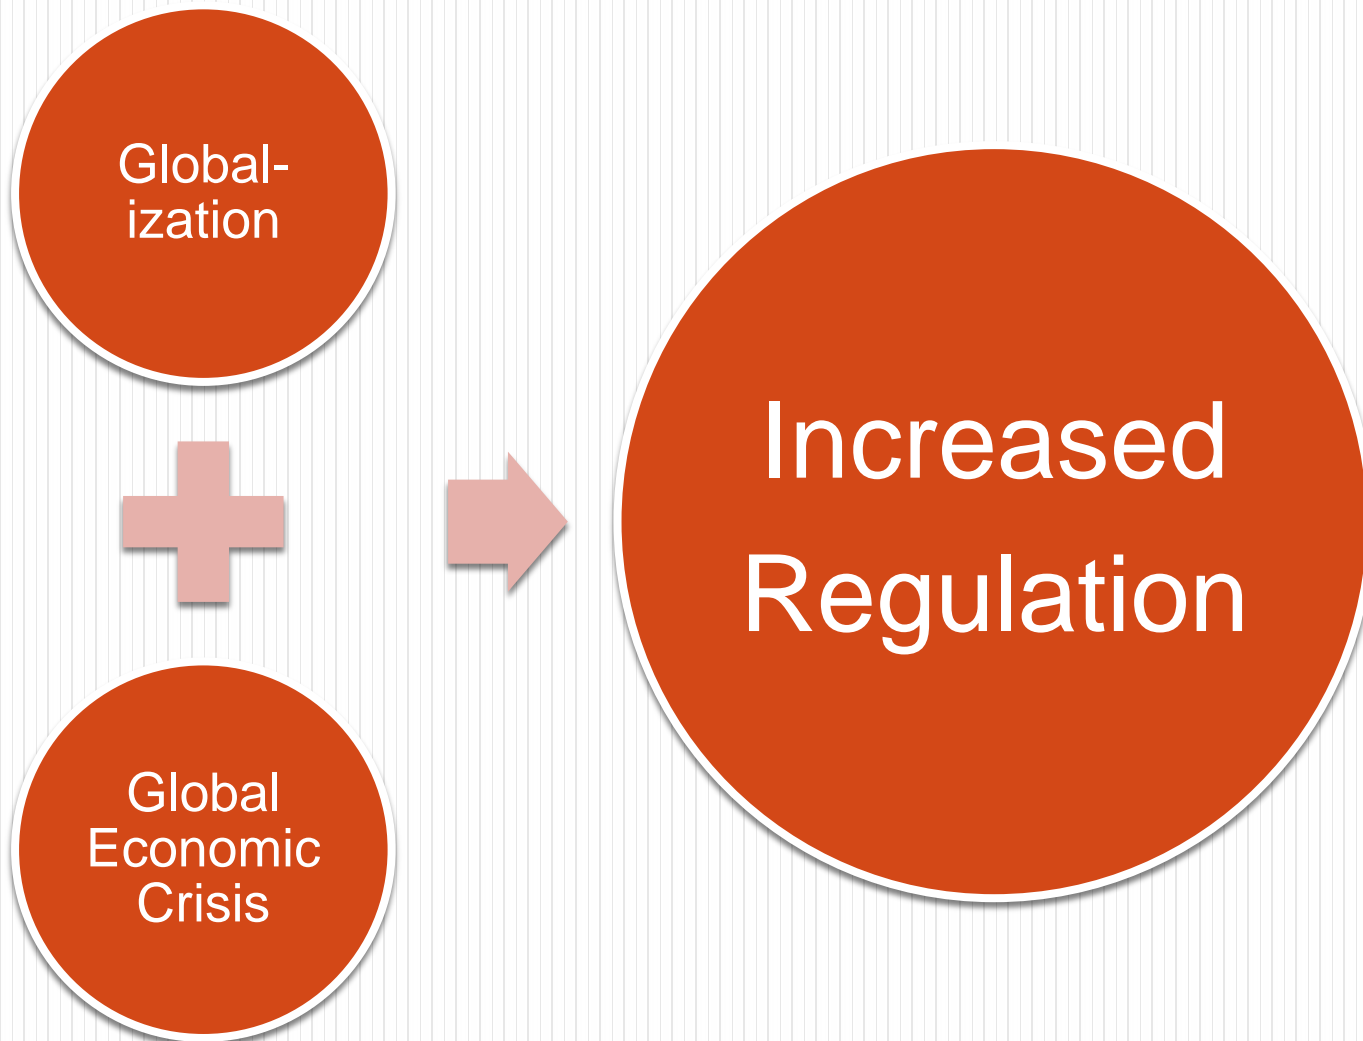 Global-
ization
Global
Economic
Crisis
Increased
Regulation